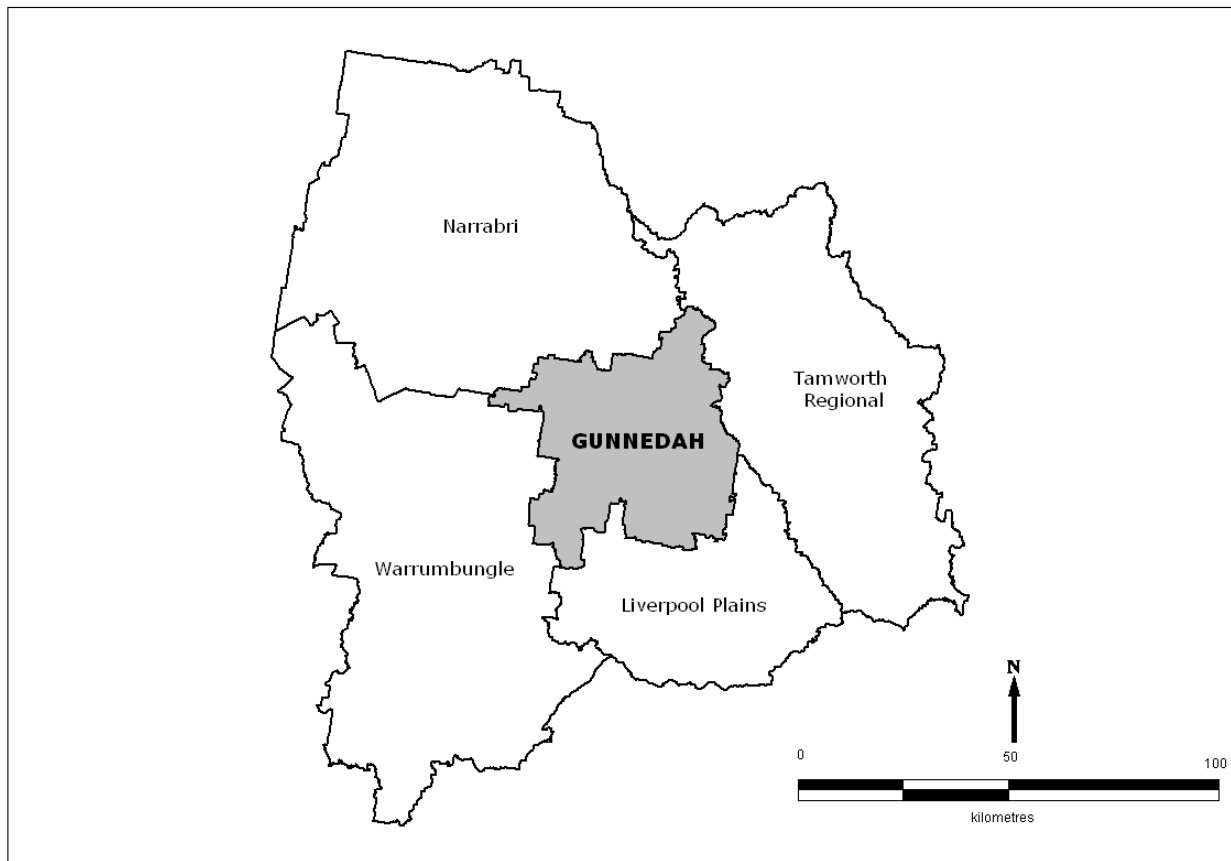 Narrabri
Tamworth
Regional
GUNNEDAH
Warrumbungle
Liverpool Plains
N
0 50 100
kilometres